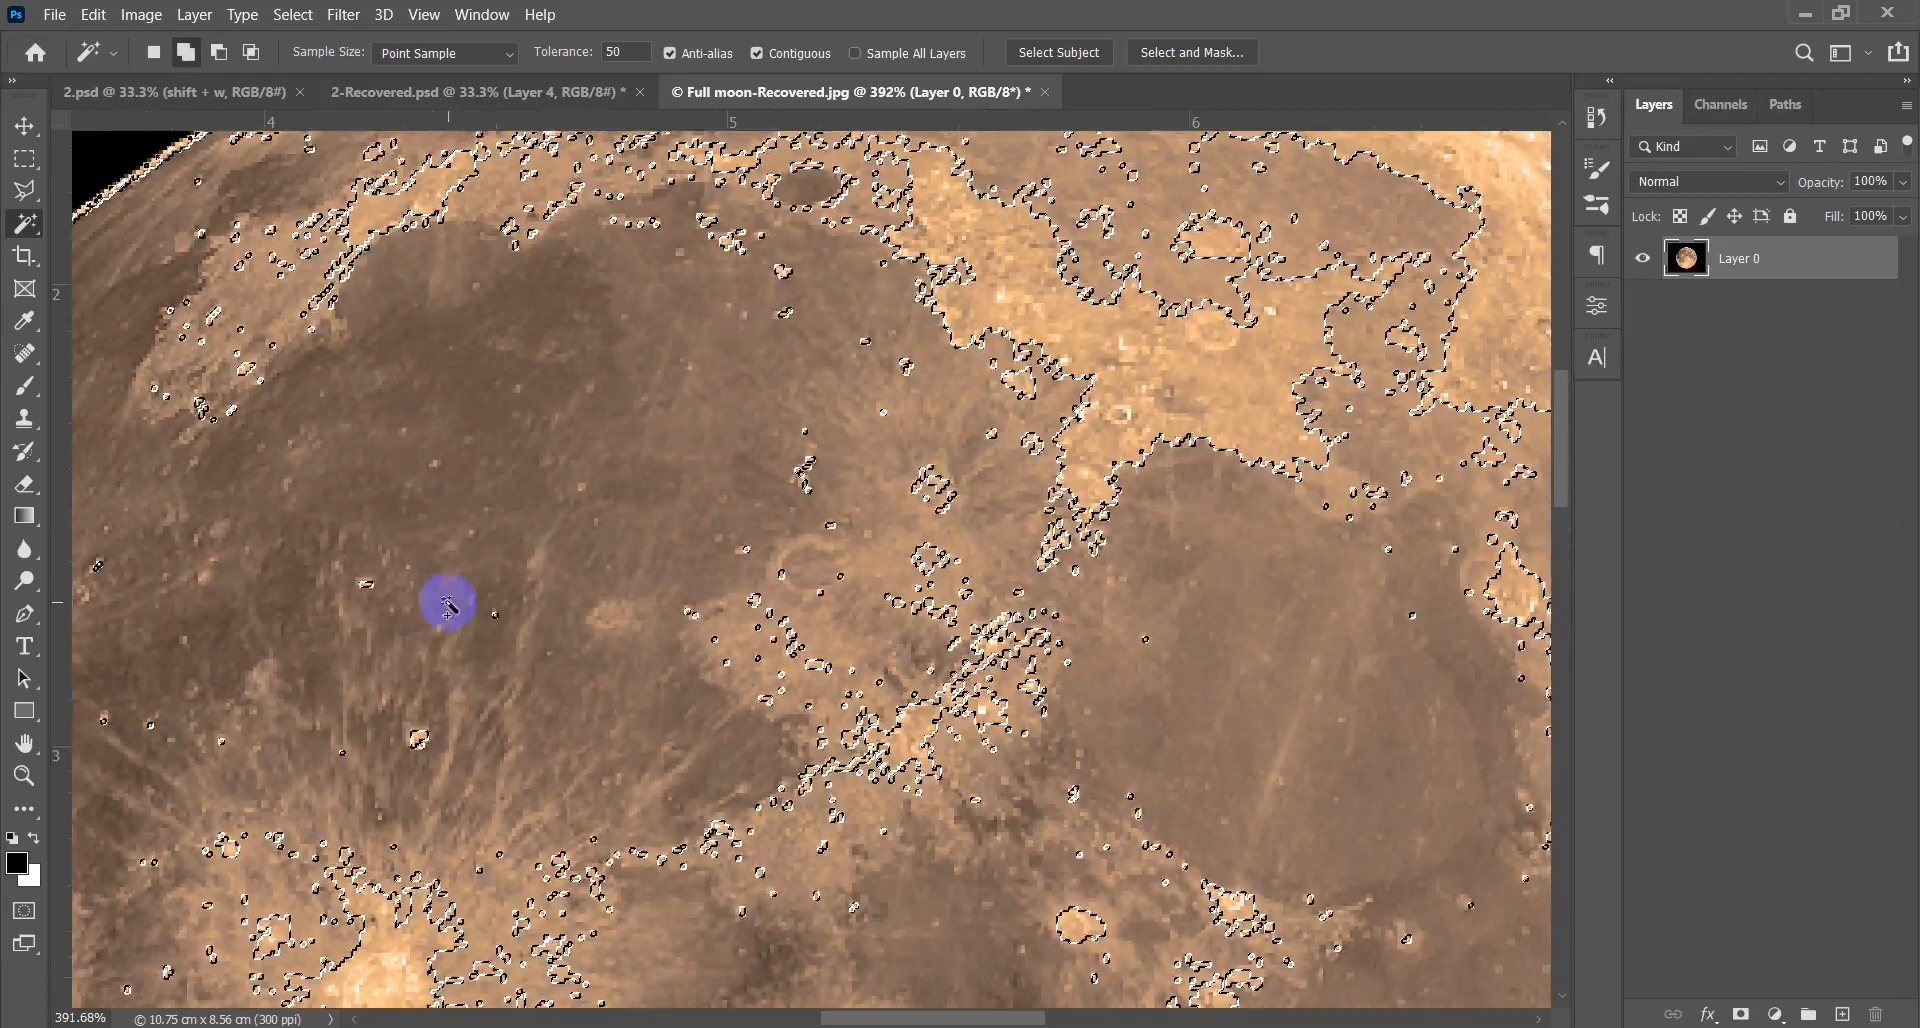 Ps File Edit Image Layer Type Select Filter 3D View Window Help
Sample Size: Point Sample Tolerance: 50 Anti-alias Contiguous Sample All Layers Select Subject Select and Mask...
2.psd @ 33.3% (shift + w, RGB/8#) × 2-Recovered.psd @ 33.3% (Layer 4, RGB/8#) * × © Full moon-Recovered.jpg @ 392% (Layer 0, RGB/8*) * ×
4 5 6
2
3
Layers Channels Paths
Kind
Normal Opacity: 100%
Lock: Fill: 100%
Layer 0
391.68% © 10.75 cm x 8.56 cm (300 ppi)